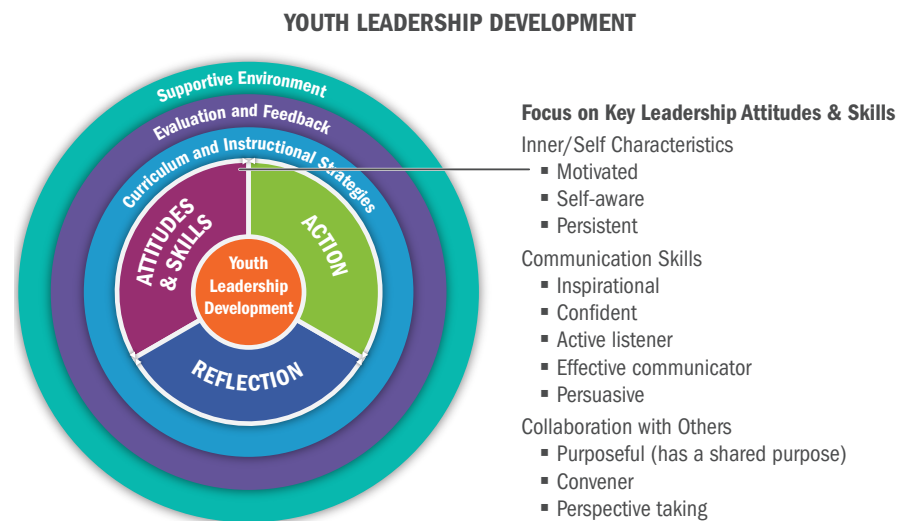 YOUTH LEADERSHIP DEVELOPMENT
Supportive Environment
Evaluation and Feedback
Curriculum and Instructional Strategies
ATTITUDES
& SKILLS
ACTION
Youth
Leadership
Development
REFLECTION
Focus on Key Leadership Attitudes & Skills
Inner/Self Characteristics
▪ Motivated
▪ Self-aware
▪ Persistent
Communication Skills
▪ Inspirational
▪ Confident
▪ Active listener
▪ Effective communicator
▪ Persuasive
Collaboration with Others
▪ Purposeful (has a shared purpose)
▪ Convener
▪ Perspective taking